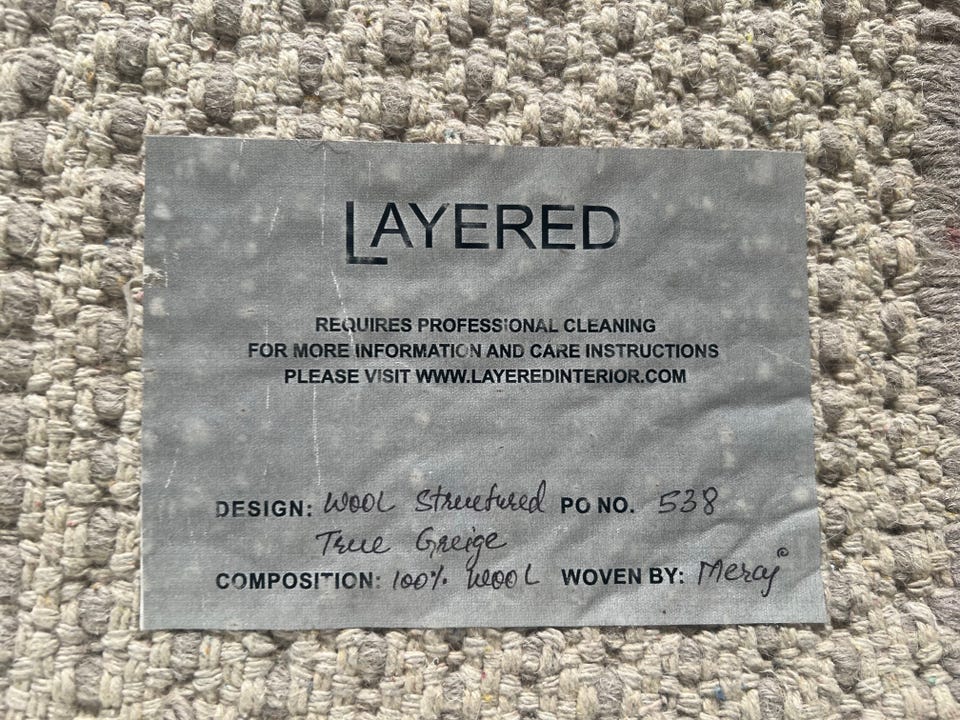 LAYERED
REQUIRES PROFESSIONAL CLEANING
FOR MORE INFORMATION AND CARE INSTRUCTIONS
PLEASE VISIT WWW.LAYEREDINTERIOR.COM
DESIGN: Wool Structured PO NO. 538
True Greige
COMPOSITION: 100% Wool WOVEN BY: Meraj